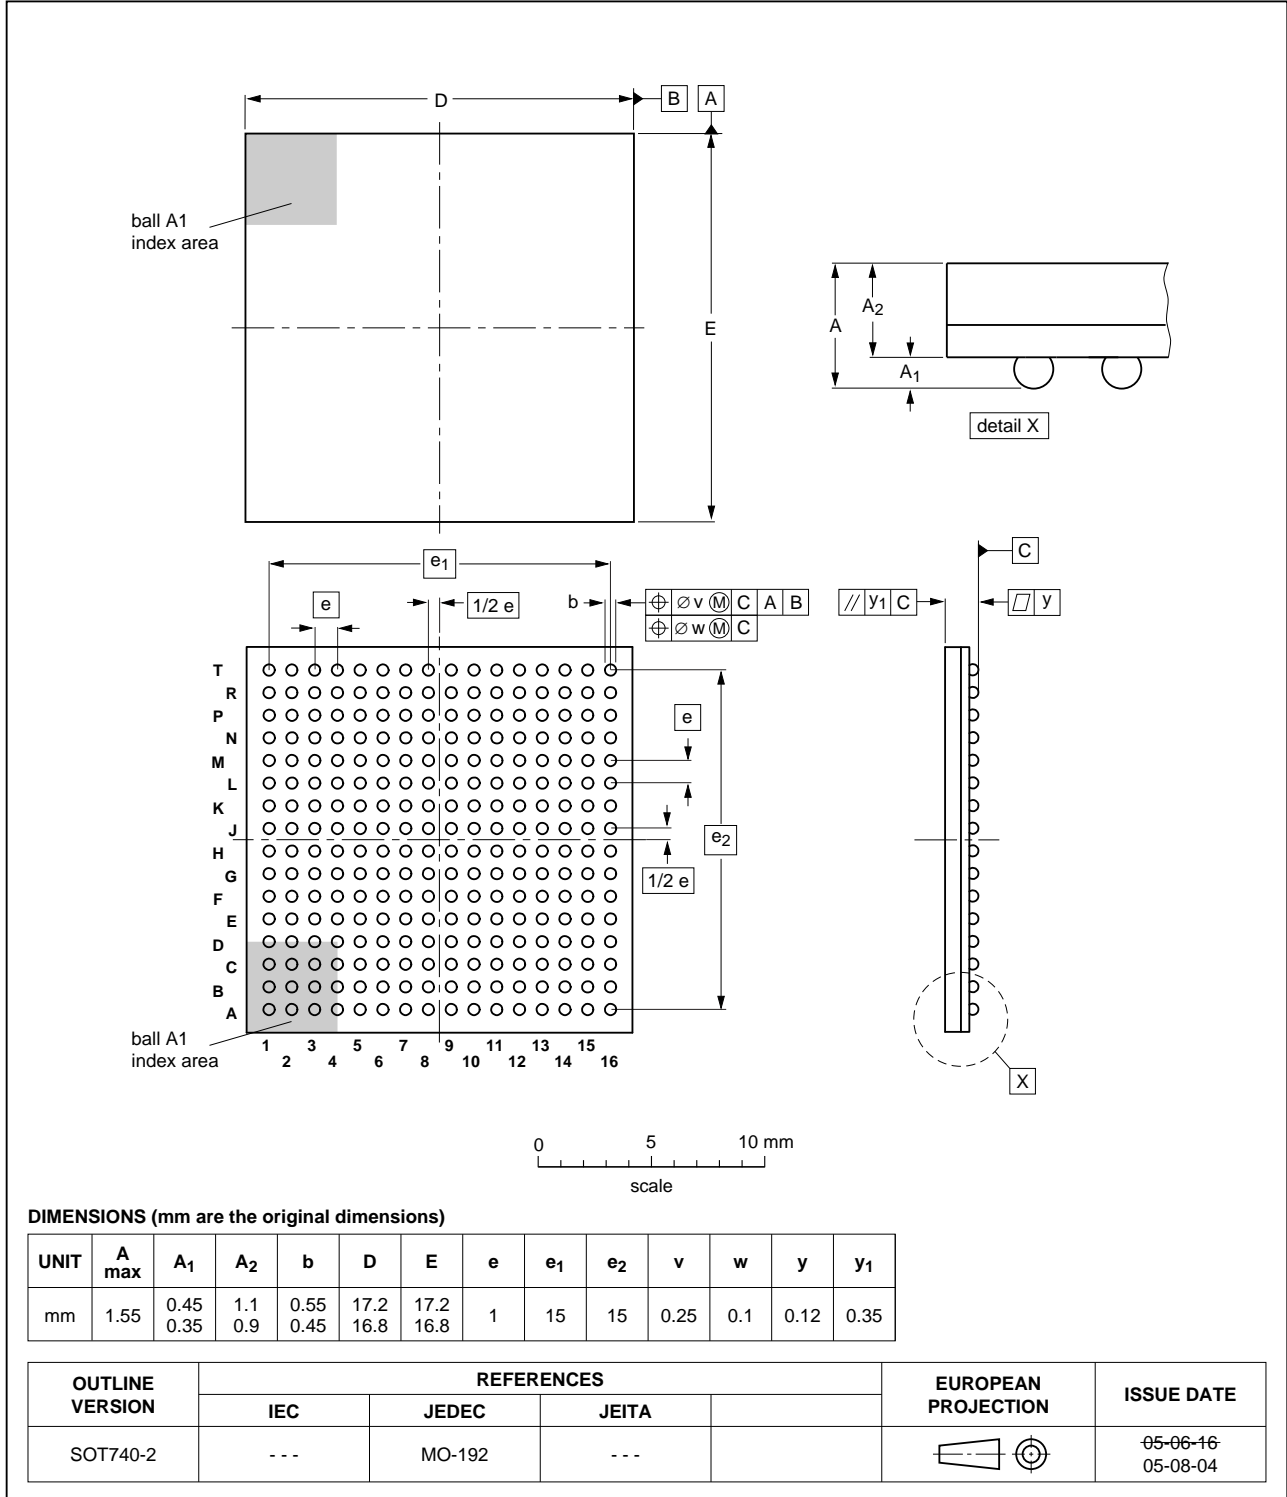 D
B
A
ball A1
index area
E
A
A2
A1
detail X
e1
e
1/2 e
b
⌖ ⌀ v Ⓜ C A B
⌖ ⌀ w Ⓜ C
// y1 C
C
▱ y
T
R
P
N
M
L
K
J
H
G
F
E
D
C
B
A
e
e2
1/2 e
ball A1
index area
1 3 5 7 9 11 13 15
2 4 6 8 10 12 14 16
X
0 5 10 mm
scale
DIMENSIONS (mm are the original dimensions)
UNIT A max A1 A2 b D E e e1 e2 v w y y1
mm 1.55 0.45 0.35 1.1 0.9 0.55 0.45 17.2 16.8 17.2 16.8 1 15 15 0.25 0.1 0.12 0.35
OUTLINE VERSION REFERENCES EUROPEAN PROJECTION ISSUE DATE
IEC JEDEC JEITA
SOT740-2 - - - MO-192 - - - 05-06-16
05-08-04